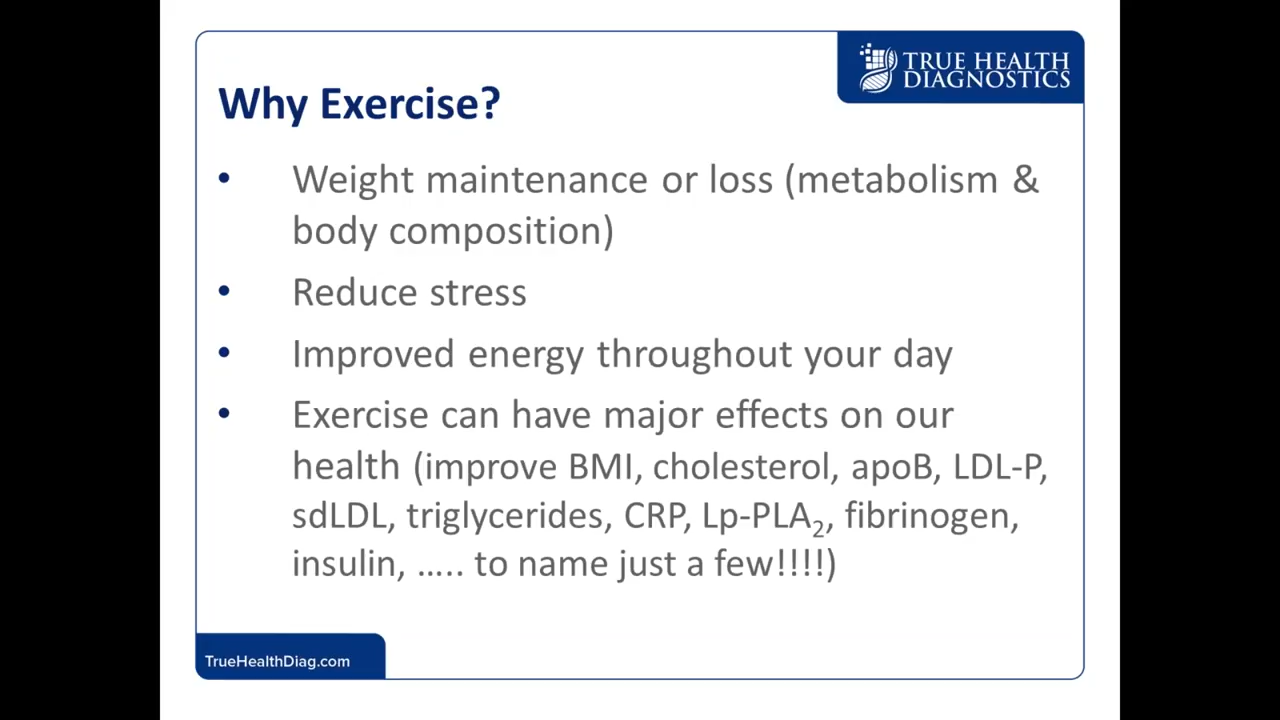 TRUE HEALTH
DIAGNOSTICS
Why Exercise?
• Weight maintenance or loss (metabolism &
body composition)
• Reduce stress
• Improved energy throughout your day
• Exercise can have major effects on our
health (improve BMI, cholesterol, apoB, LDL-P,
sdLDL, triglycerides, CRP, Lp-PLA₂, fibrinogen,
insulin, ….. to name just a few!!!!)
TrueHealthDiag.com